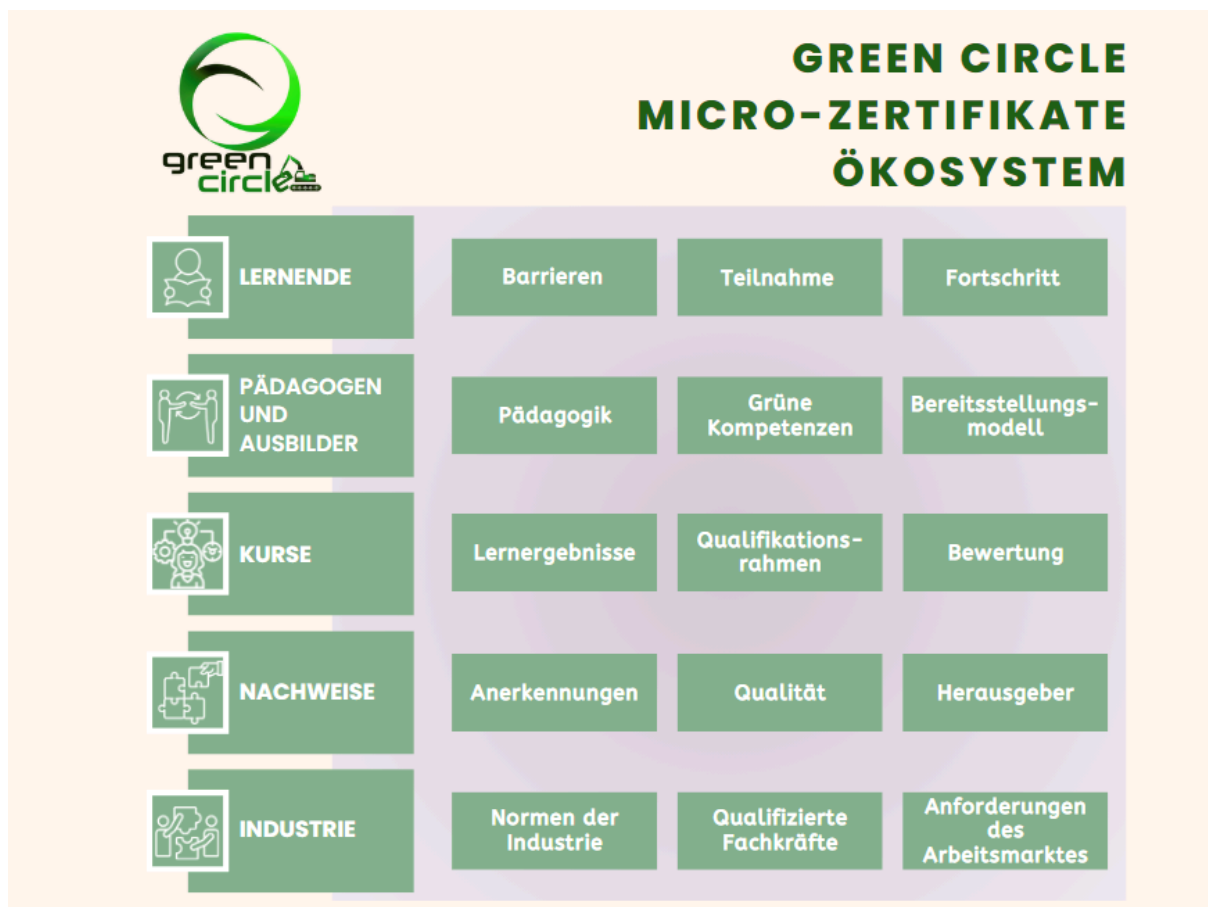 green
circle
GREEN CIRCLE
MICRO-ZERTIFIKATE
ÖKOSYSTEM
LERNENDE
Barrieren
Teilnahme
Fortschritt
PÄDAGOGEN
UND
AUSBILDER
Pädagogik
Grüne
Kompetenzen
Bereitsstellungs-
modell
KURSE
Lernergebnisse
Qualifikations-
rahmen
Bewertung
NACHWEISE
Anerkennungen
Qualität
Herausgeber
INDUSTRIE
Normen der
Industrie
Qualifizierte
Fachkräfte
Anforderungen
des
Arbeitsmarktes